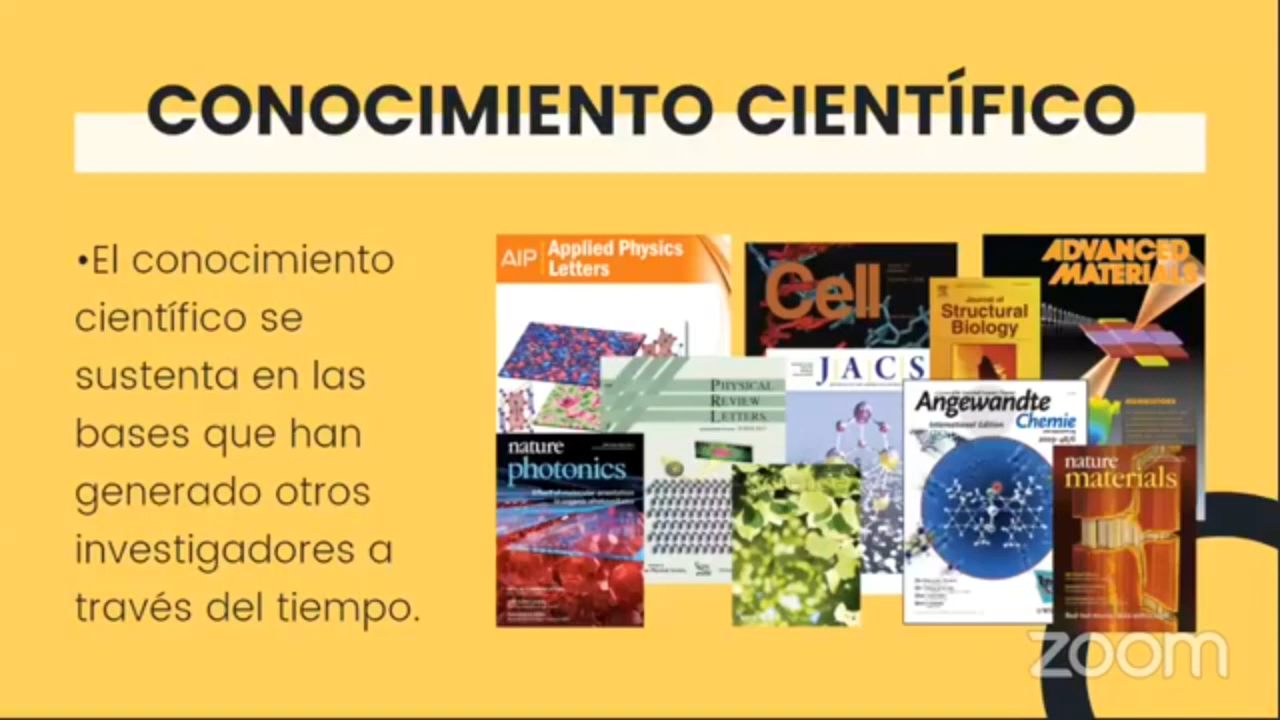 CONOCIMIENTO CIENTÍFICO
•El conocimiento
científico se
sustenta en las
bases que han
generado otros
investigadores a
través del tiempo.
AIP Applied Physics
Letters
Cell
ADVANCED
MATERIALS
Journal of
Structural
Biology
JACS
PHYSICAL
REVIEW
LETTERS
Angewandte
International Edition Chemie
nature
photonics
nature
materials
zoom